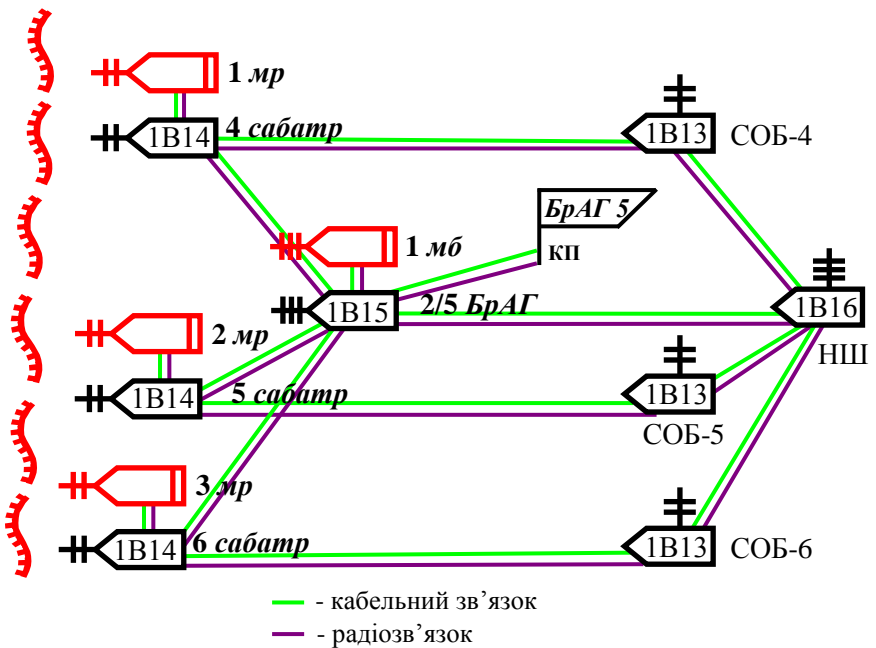 1 мр
1В14
4 сабатр
1В13
СОБ-4
БрАГ 5
КП
1 мб
1В15
2/5 БрАГ
1В16
НШ
2 мр
1В14
5 сабатр
1В13
СОБ-5
3 мр
1В14
6 сабатр
1В13
СОБ-6
- кабельний зв’язок
- радіозв’язок